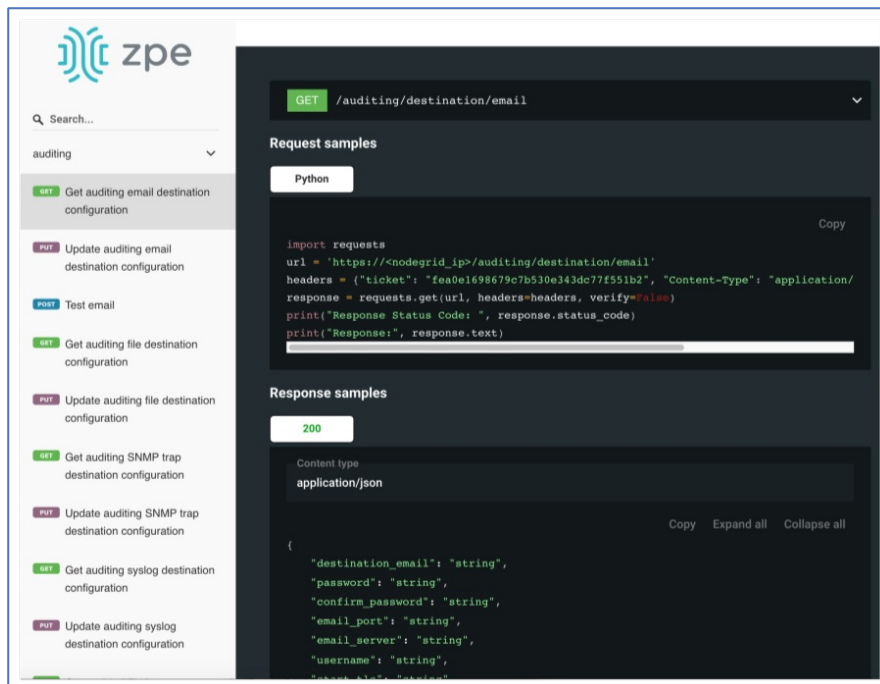 zpe
Search...
auditing
GET Get auditing email destination
configuration
PUT Update auditing email
destination configuration
POST Test email
GET Get auditing file destination
configuration
PUT Update auditing file destination
configuration
GET Get auditing SNMP trap
destination configuration
PUT Update auditing SNMP trap
destination configuration
GET Get auditing syslog destination
configuration
PUT Update auditing syslog
destination configuration
GET /auditing/destination/email
Request samples
Python
Copy
import requests
url = 'https://<nodegrid_ip>/auditing/destination/email'
headers = {"ticket": "fea0e1698679c7b530e343dc77f551b2", "Content-Type": "application/
response = requests.get(url, headers=headers, verify=False)
print("Response Status Code: ", response.status_code)
print("Response:", response.text)
Response samples
200
Content type
application/json
Copy Expand all Collapse all
{
"destination_email": "string",
"password": "string",
"confirm_password": "string",
"email_port": "string",
"email_server": "string",
"username": "string",
"start_tls": "string"